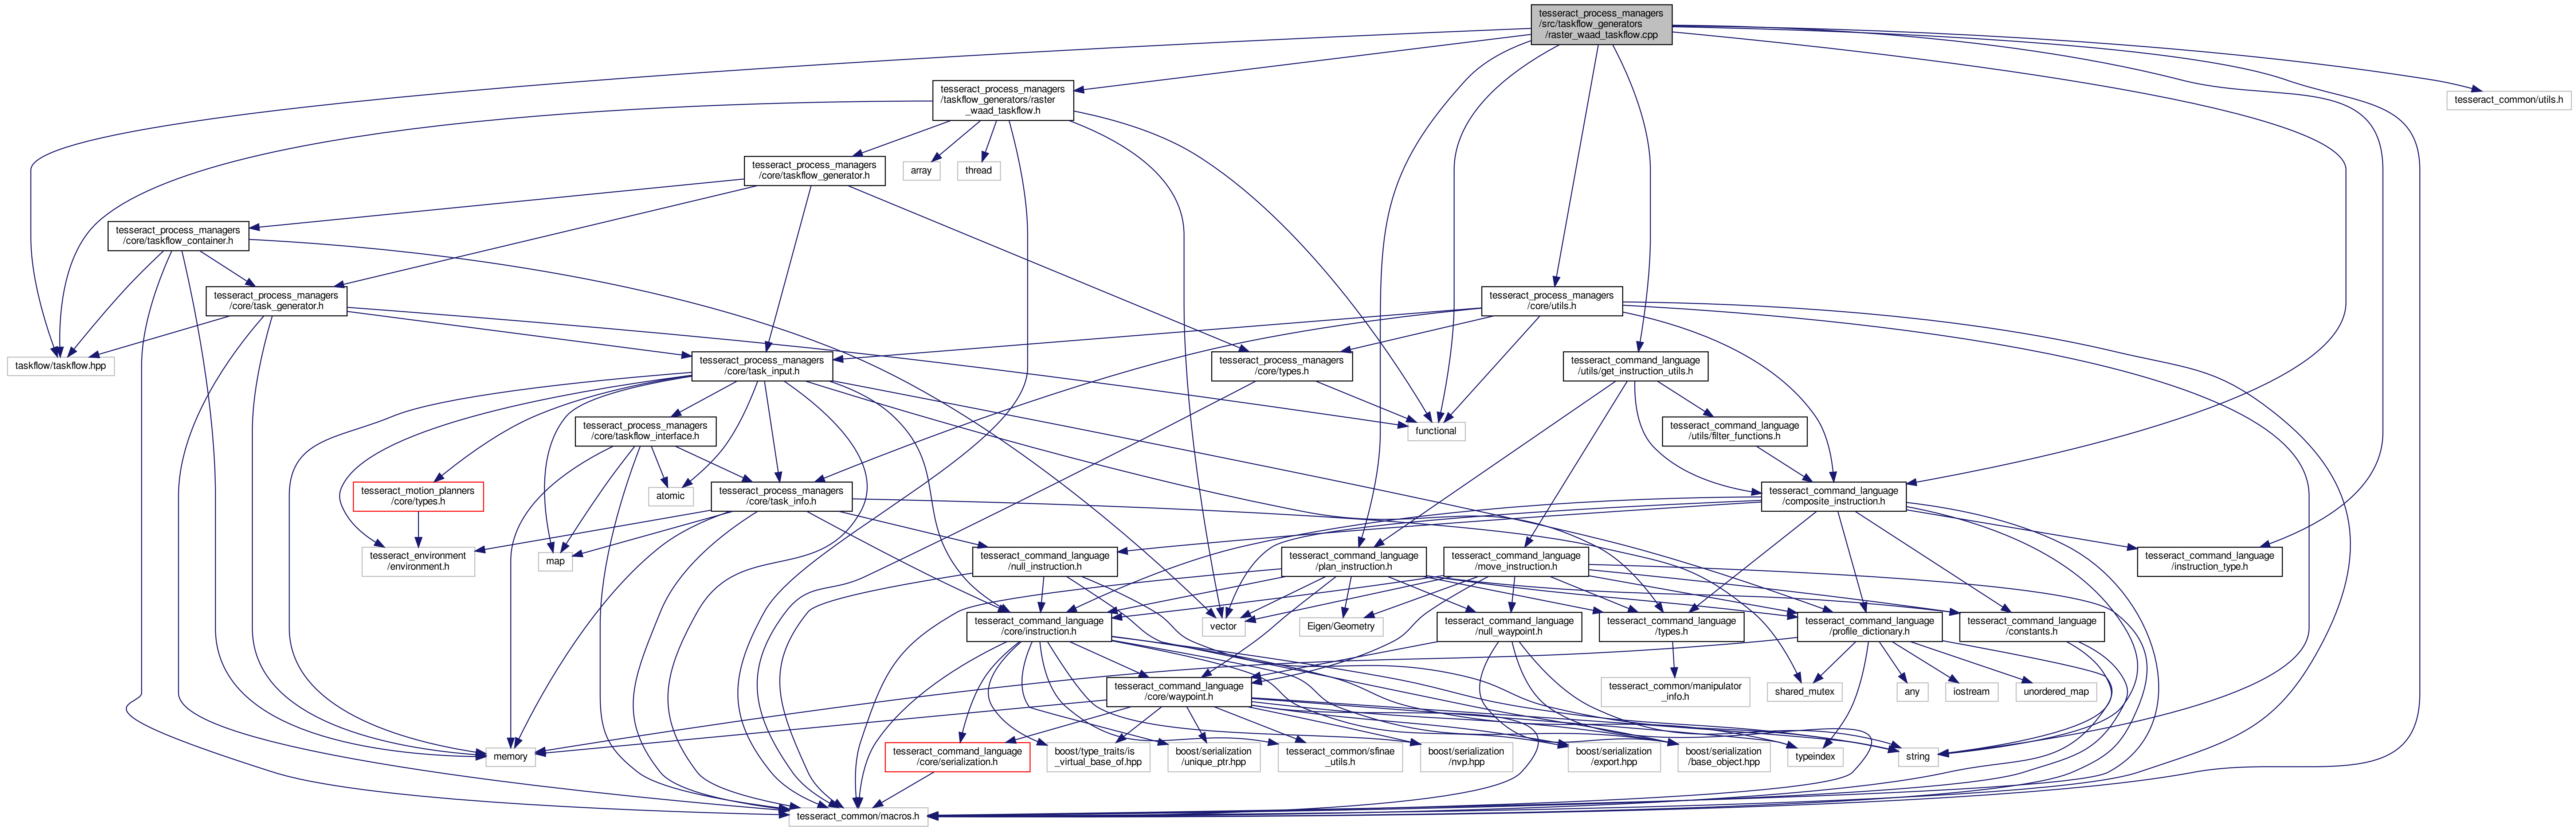 tesseract_process_managers
/src/taskflow_generators
/raster_waad_taskflow.cpp
tesseract_process_managers
/taskflow_generators/raster
_waad_taskflow.h
tesseract_common/utils.h
tesseract_process_managers
/core/taskflow_generator.h
array
thread
tesseract_process_managers
/core/taskflow_container.h
tesseract_process_managers
/core/task_generator.h
tesseract_process_managers
/core/utils.h
taskflow/taskflow.hpp
tesseract_process_managers
/core/task_input.h
tesseract_process_managers
/core/types.h
tesseract_command_language
/utils/get_instruction_utils.h
tesseract_process_managers
/core/taskflow_interface.h
functional
tesseract_command_language
/utils/filter_functions.h
tesseract_motion_planners
/core/types.h
atomic
tesseract_process_managers
/core/task_info.h
tesseract_command_language
/composite_instruction.h
tesseract_environment
/environment.h
map
tesseract_command_language
/null_instruction.h
tesseract_command_language
/plan_instruction.h
tesseract_command_language
/move_instruction.h
tesseract_command_language
/instruction_type.h
tesseract_command_language
/core/instruction.h
vector
Eigen/Geometry
tesseract_command_language
/null_waypoint.h
tesseract_command_language
/types.h
tesseract_command_language
/profile_dictionary.h
tesseract_command_language
/constants.h
tesseract_command_language
/core/waypoint.h
tesseract_common/manipulator
_info.h
shared_mutex
any
iostream
unordered_map
memory
tesseract_command_language
/core/serialization.h
boost/type_traits/is
_virtual_base_of.hpp
boost/serialization
/unique_ptr.hpp
tesseract_common/sfinae
_utils.h
boost/serialization
/nvp.hpp
boost/serialization
/export.hpp
boost/serialization
/base_object.hpp
typeindex
string
tesseract_common/macros.h